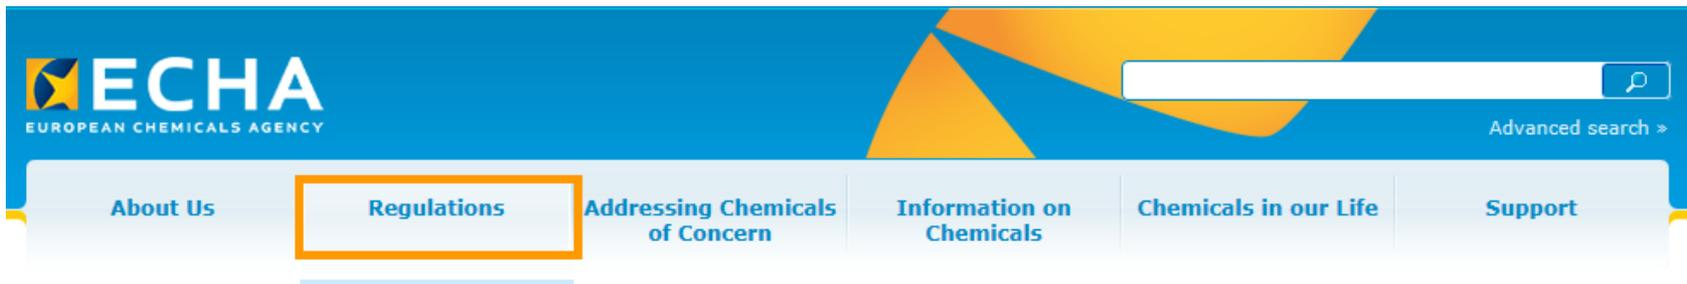 ECHA
EUROPEAN CHEMICALS AGENCY
Advanced search »
About Us
Regulations
Addressing Chemicals
of Concern
Information on
Chemicals
Chemicals in our Life
Support